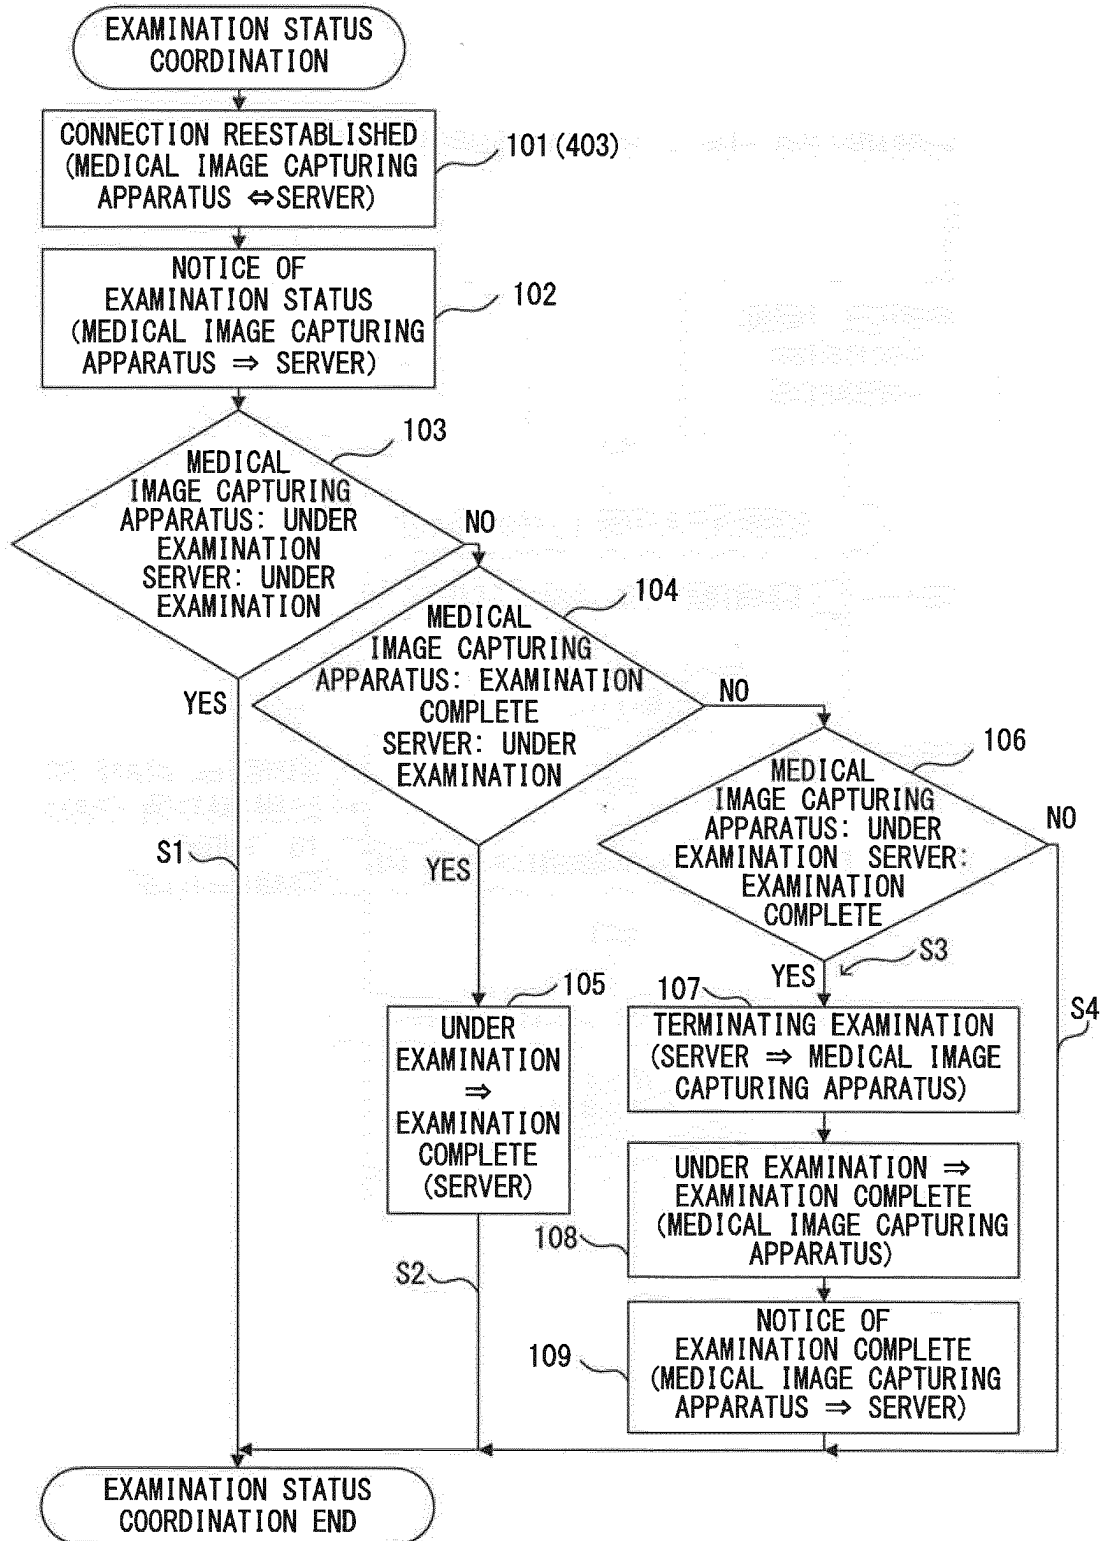 EXAMINATION STATUS
COORDINATION
CONNECTION REESTABLISHED
(MEDICAL IMAGE CAPTURING
APPARATUS ⇔SERVER)
101(403)
NOTICE OF
EXAMINATION STATUS
(MEDICAL IMAGE CAPTURING
APPARATUS ⇒ SERVER)
102
103
MEDICAL
IMAGE CAPTURING
APPARATUS: UNDER
EXAMINATION
SERVER: UNDER
EXAMINATION
NO
YES
104
MEDICAL
IMAGE CAPTURING
APPARATUS: EXAMINATION
COMPLETE
SERVER: UNDER
EXAMINATION
NO
YES
106
MEDICAL
IMAGE CAPTURING
APPARATUS: UNDER
EXAMINATION SERVER:
EXAMINATION
COMPLETE
NO
YES
S1
S3
S4
105
UNDER
EXAMINATION
⇒
EXAMINATION
COMPLETE
(SERVER)
S2
107
TERMINATING EXAMINATION
(SERVER ⇒ MEDICAL IMAGE
CAPTURING APPARATUS)
UNDER EXAMINATION ⇒
EXAMINATION COMPLETE
(MEDICAL IMAGE CAPTURING
APPARATUS)
108
NOTICE OF
EXAMINATION COMPLETE
(MEDICAL IMAGE CAPTURING
APPARATUS ⇒ SERVER)
109
EXAMINATION STATUS
COORDINATION END